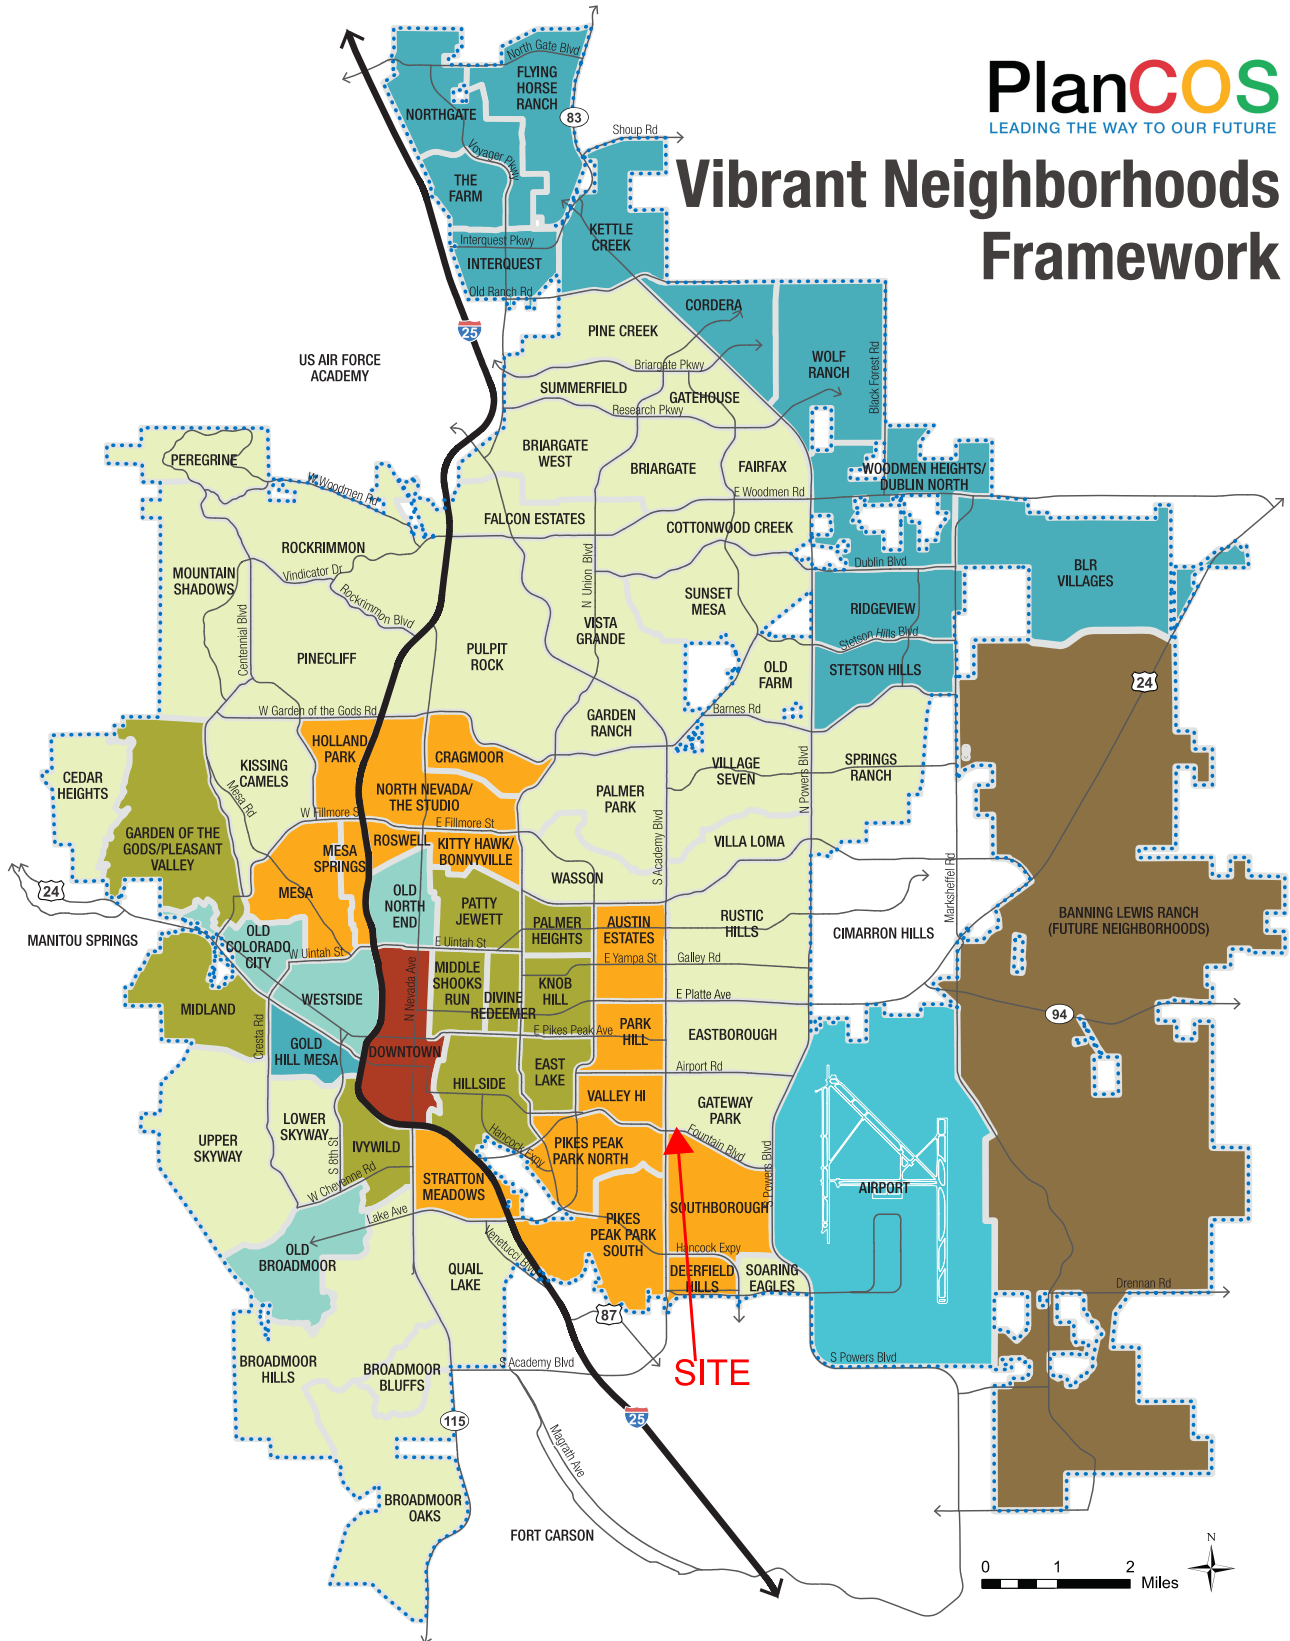 PlanCOS
LEADING THE WAY TO OUR FUTURE
Vibrant Neighborhoods
Framework
North Gate Blvd
FLYING
HORSE
RANCH
NORTHGATE
83
Shoup Rd
Voyager Pkwy
THE
FARM
KETTLE
CREEK
Interquest Pkwy
INTERQUEST
Old Ranch Rd
CORDERA
25
PINE CREEK
US AIR FORCE
ACADEMY
Briargate Pkwy
WOLF
RANCH
Black Forest Rd
SUMMERFIELD
GATEHOUSE
Research Pkwy
BRIARGATE
WEST
BRIARGATE
FAIRFAX
PEREGRINE
W Woodmen Rd
WOODMEN HEIGHTS/
DUBLIN NORTH
E Woodmen Rd
FALCON ESTATES
COTTONWOOD CREEK
ROCKRIMMON
Vindicator Dr
MOUNTAIN
SHADOWS
Rockrimmon Blvd
Centennial Blvd
N Union Blvd
Dublin Blvd
BLR
VILLAGES
SUNSET
MESA
RIDGEVIEW
VISTA
GRANDE
Stetson Hills Blvd
PINECLIFF
PULPIT
ROCK
OLD
FARM
STETSON HILLS
24
W Garden of the Gods Rd
GARDEN
RANCH
Barnes Rd
HOLLAND
PARK
CRAGMOOR
KISSING
CAMELS
CEDAR
HEIGHTS
VILLAGE
SEVEN
SPRINGS
RANCH
N Powers Blvd
NORTH NEVADA/
THE STUDIO
PALMER
PARK
Mesa Rd
W Fillmore St
E Fillmore St
S Academy Blvd
GARDEN OF THE
GODS/PLEASANT
VALLEY
ROSWELL
KITTY HAWK/
BONNYVILLE
MESA
SPRINGS
VILLA LOMA
WASSON
24
MESA
OLD
NORTH
END
PATTY
JEWETT
Marksheffel Rd
MANITOU SPRINGS
OLD
COLORADO
CITY
PALMER
HEIGHTS
AUSTIN
ESTATES
RUSTIC
HILLS
CIMARRON HILLS
BANNING LEWIS RANCH
(FUTURE NEIGHBORHOODS)
W Uintah St
E Uintah St
E Yampa St
Galley Rd
MIDDLE
SHOOKS
RUN
DIVINE
REDEEMER
KNOB
HILL
N Nevada Ave
MIDLAND
WESTSIDE
E Platte Ave
94
Cresta Rd
GOLD
HILL MESA
DOWNTOWN
E Pikes Peak Ave
PARK
HILL
EASTBOROUGH
EAST
LAKE
Airport Rd
HILLSIDE
VALLEY HI
GATEWAY
PARK
UPPER
SKYWAY
LOWER
SKYWAY
S 8th St
IVYWILD
Hancock Expy
PIKES PEAK
PARK NORTH
Fountain Blvd
S Powers Blvd
W Cheyenne Rd
STRATTON
MEADOWS
AIRPORT
SOUTHBOROUGH
Lake Ave
PIKES
PEAK PARK
SOUTH
Venetucci Blvd
OLD
BROADMOOR
Hancock Expy
QUAIL
LAKE
DEERFIELD
HILLS
SOARING
EAGLES
Drennan Rd
87
BROADMOOR
HILLS
BROADMOOR
BLUFFS
S Academy Blvd
S Powers Blvd
SITE
115
25
Magrath Ave
BROADMOOR
OAKS
FORT CARSON
N
0 1 2
Miles